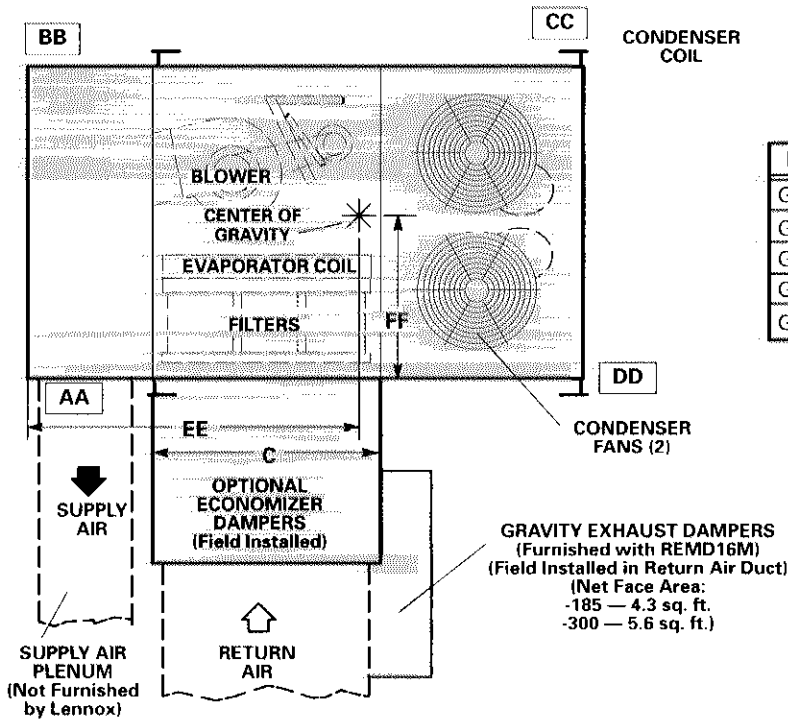 BB
CC
CONDENSER
COIL
BLOWER
CENTER OF
GRAVITY
EVAPORATOR COIL
FILTERS
FF
AA
DD
EE
C
CONDENSER
FANS (2)
SUPPLY
AIR
OPTIONAL
ECONOMIZER
DAMPERS
(Field Installed)
GRAVITY EXHAUST DAMPERS
(Furnished with REMD16M)
(Field Installed in Return Air Duct)
(Net Face Area:
-185 — 4.3 sq. ft.
-300 — 5.6 sq. ft.)
SUPPLY AIR
PLENUM
(Not Furnished
by Lennox)
RETURN
AIR
G
G
G
G
G